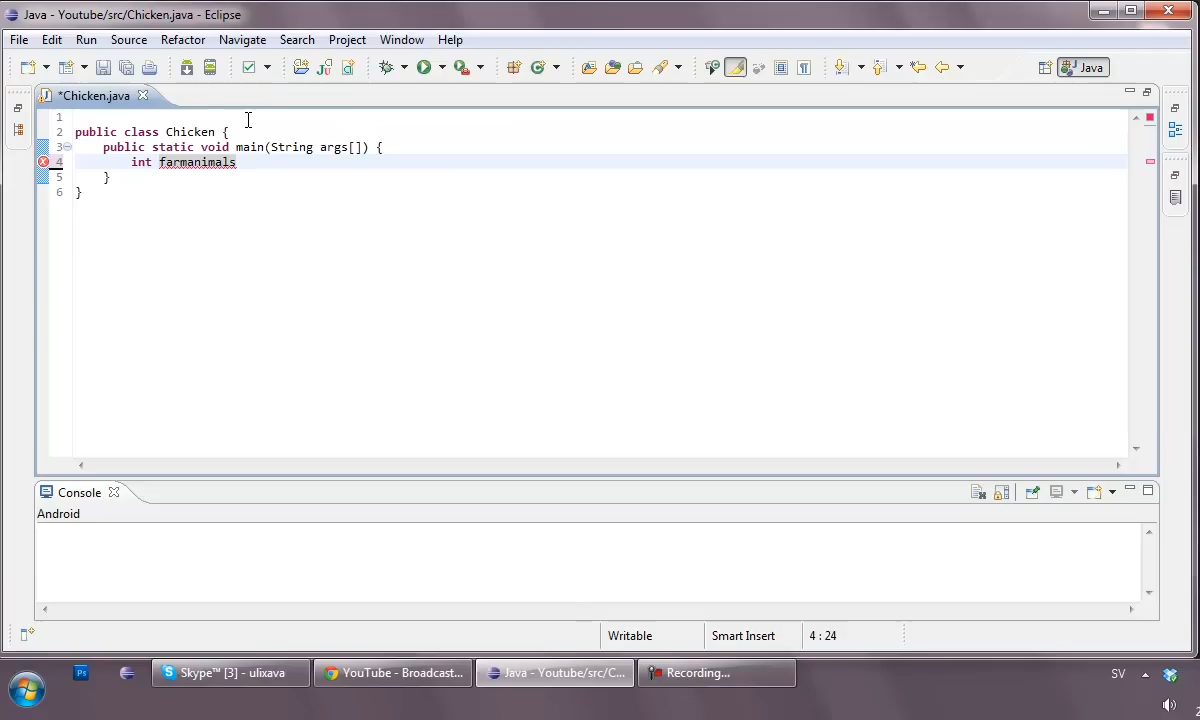 Java - Youtube/src/Chicken.java - Eclipse
File Edit Run Source Refactor Navigate Search Project Window Help
Java
*Chicken.java
1
2 public class Chicken {
3 public static void main(String args[]) {
4 int farmanimals
5 }
6 }
Console
Android
Writable Smart Insert 4 : 24
Ps Skype™ [3] - ulixava YouTube - Broadcast... Java - Youtube/src/C... Recording... SV